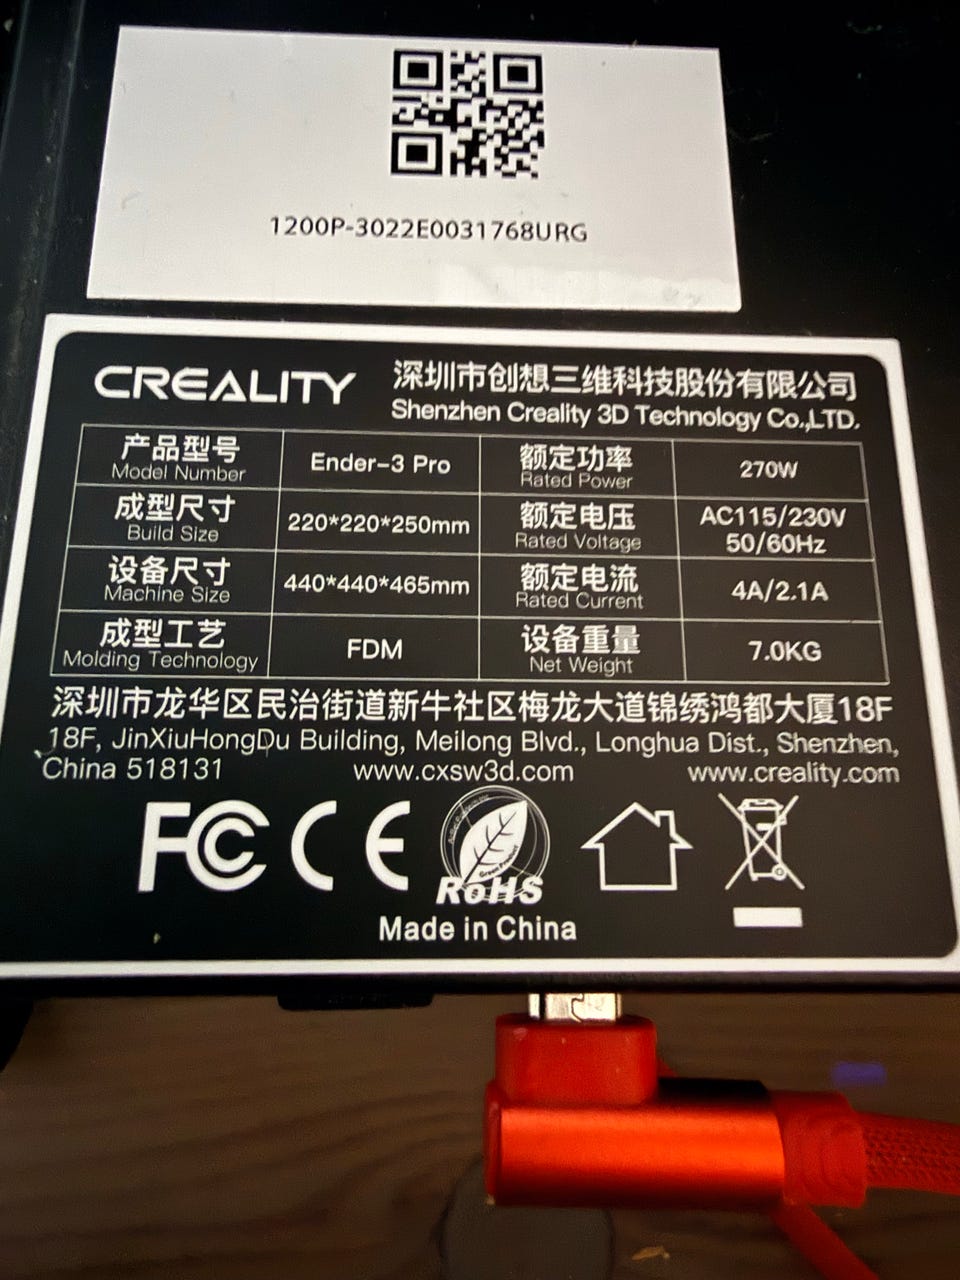 1200P-3022E0031768URG
CREALITY
深圳市创想三维科技股份有限公司
Shenzhen Creality 3D Technology Co.,LTD.
产品型号
Model Number
Ender-3 Pro
额定功率
Rated Power
270W
成型尺寸
Build Size
220*220*250mm
额定电压
Rated Voltage
AC115/230V
50/60Hz
设备尺寸
Machine Size
440*440*465mm
额定电流
Rated Current
4A/2.1A
成型工艺
Molding Technology
FDM
设备重量
Net Weight
7.0KG
深圳市龙华区民治街道新牛社区梅龙大道锦绣鸿都大厦18F
18F, JinXiuHongDu Building, Meilong Blvd., Longhua Dist., Shenzhen,
China 518131
www.cxsw3d.com
www.creality.com
FC CE
Green Product
RoHS
Made in China